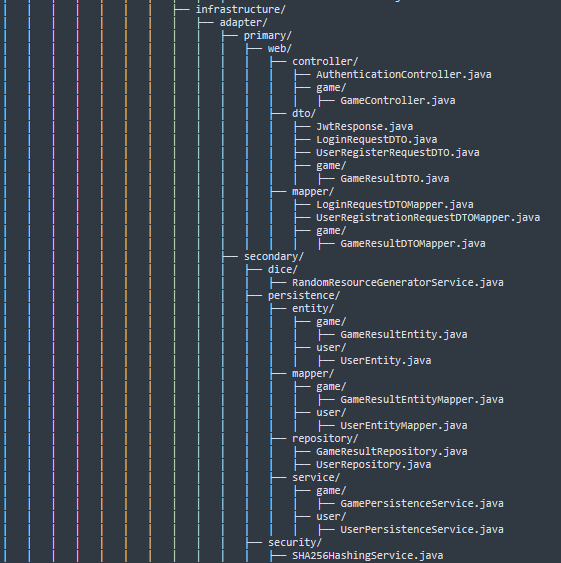 infrastructure/
adapter/
primary/
web/
controller/
AuthenticationController.java
game/
GameController.java
dto/
JwtResponse.java
LoginRequestDTO.java
UserRegisterRequestDTO.java
game/
GameResultDTO.java
mapper/
LoginRequestDTOMapper.java
UserRegistrationRequestDTOMapper.java
game/
GameResultDTOMapper.java
secondary/
dice/
RandomResourceGeneratorService.java
persistence/
entity/
game/
GameResultEntity.java
user/
UserEntity.java
mapper/
game/
GameResultEntityMapper.java
user/
UserEntityMapper.java
repository/
GameResultRepository.java
UserRepository.java
service/
game/
GamePersistenceService.java
user/
UserPersistenceService.java
security/
SHA256HashingService.java